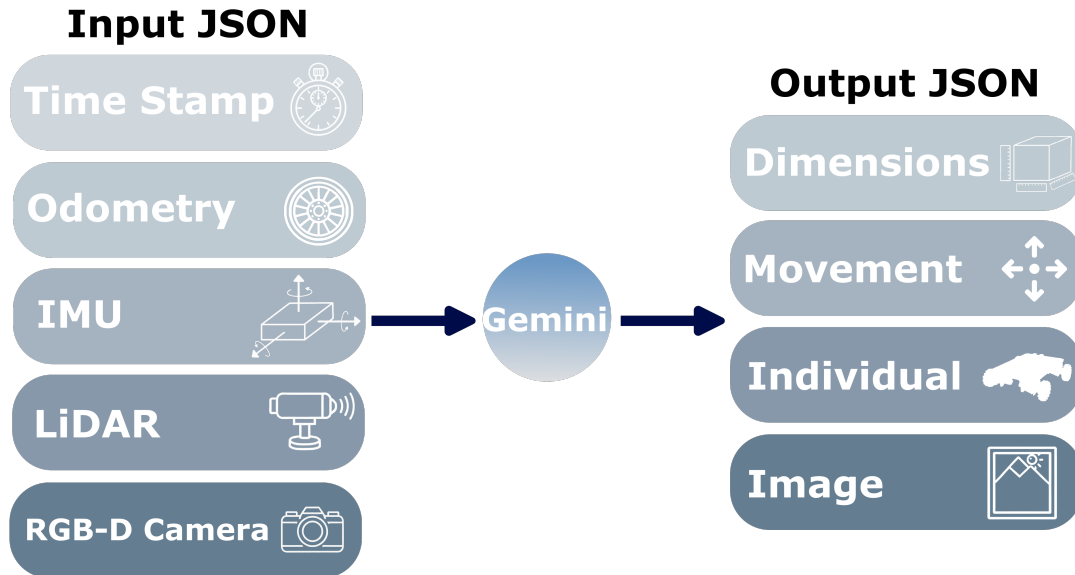 Input JSON
Time Stamp
Odometry
IMU
LiDAR
RGB-D Camera
Gemini
Output JSON
Dimensions
Movement
Individual
Image